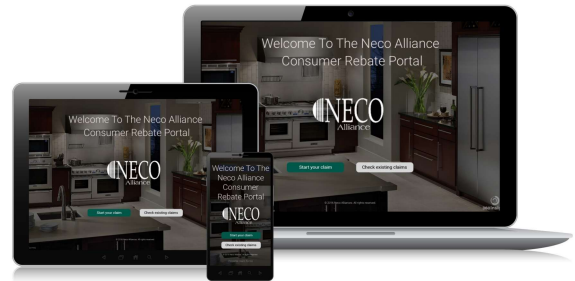 Welcome To The Neco Alliance
Consumer Rebate Portal
NECO
Alliance
Start your claim
Check existing claims
Welcome To The Neco Alliance
Consumer Rebate Portal
NECO
Alliance
Start your claim
Check existing claims
Welcome To The
Neco Alliance
Consumer
Rebate Portal
NECO
Alliance
Start your claim
Check existing claims